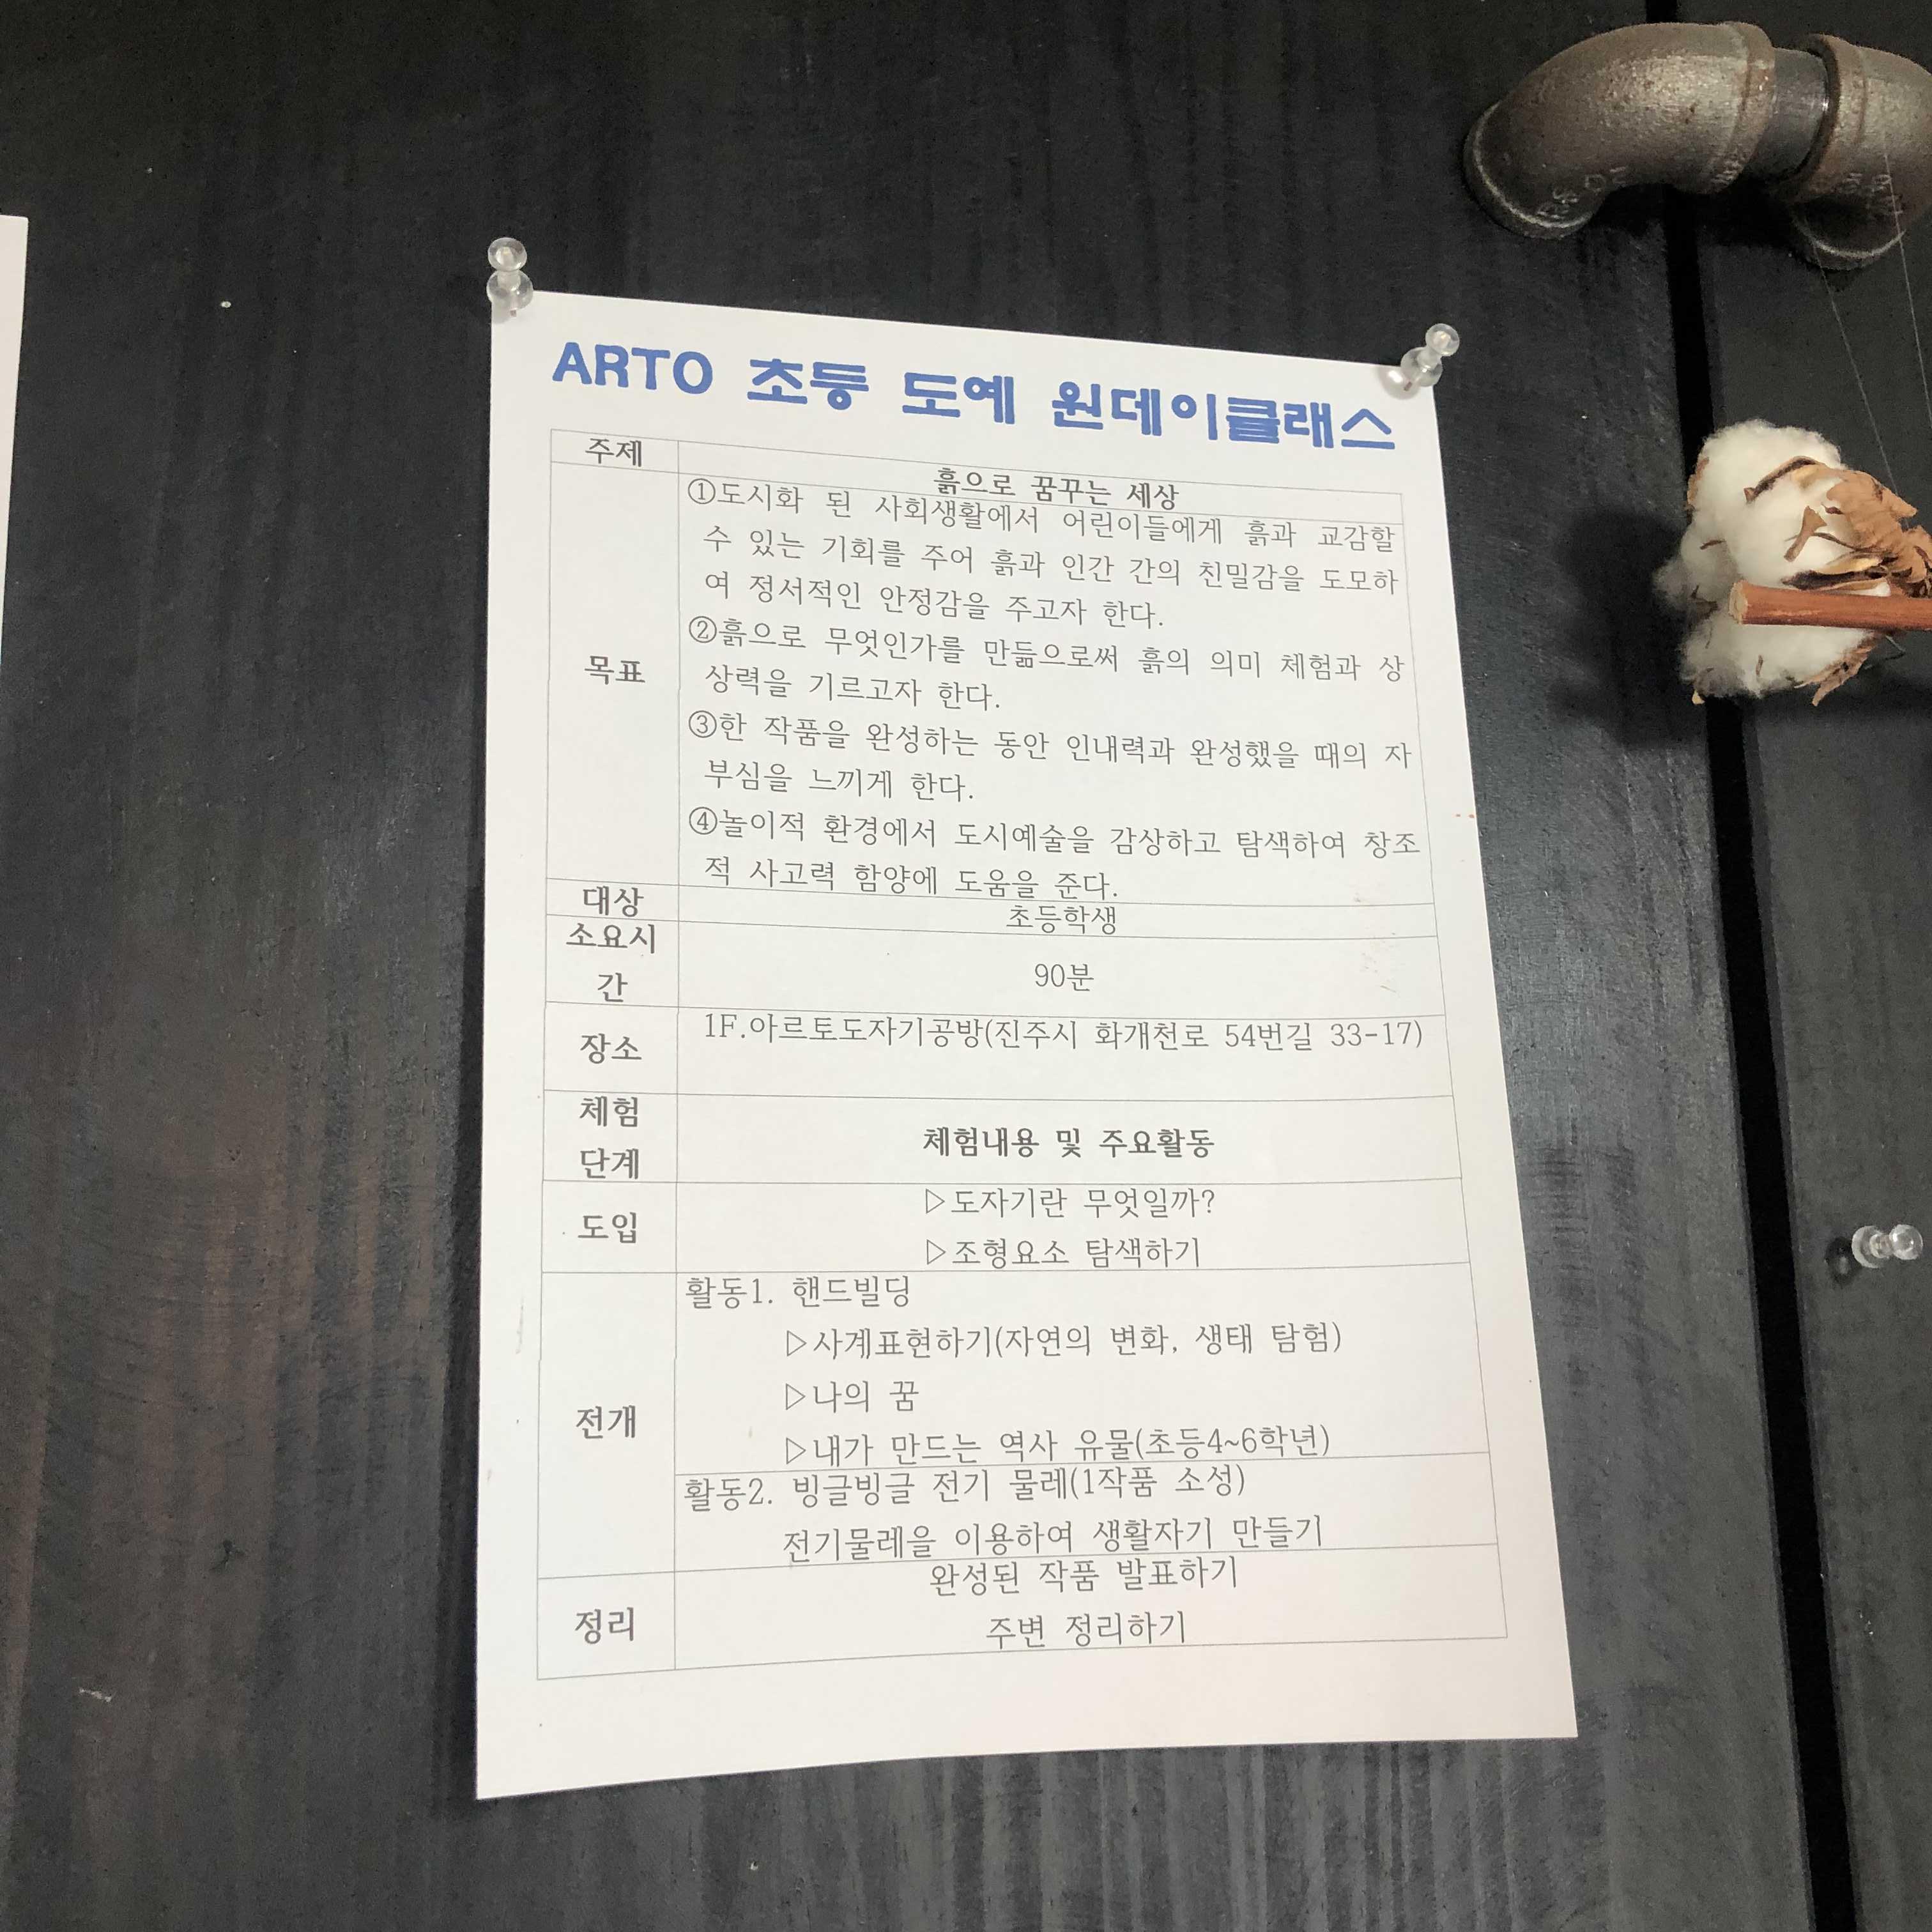 ARTO 초등 도예 원데이클래스
주제
흙으로 꿈꾸는 세상
목표
①도시화 된 사회생활에서 어린이들에게 흙과 교감할
수 있는 기회를 주어 흙과 인간 간의 친밀감을 도모하
여 정서적인 안정감을 주고자 한다.
②흙으로 무엇인가를 만듦으로써 흙의 의미 체험과 상
상력을 기르고자 한다.
③한 작품을 완성하는 동안 인내력과 완성했을 때의 자
부심을 느끼게 한다.
④놀이적 환경에서 도시예술을 감상하고 탐색하여 창조
적 사고력 함양에 도움을 준다.
대상
초등학생
소요시
간
90분
장소
1F.아르토도자기공방(진주시 화개천로 54번길 33-17)
체험
단계
체험내용 및 주요활동
도입
▷도자기란 무엇일까?
▷조형요소 탐색하기
전개
활동1. 핸드빌딩
▷사계표현하기(자연의 변화, 생태 탐험)
▷나의 꿈
▷내가 만드는 역사 유물(초등4~6학년)
활동2. 빙글빙글 전기 물레(1작품 소성)
전기물레을 이용하여 생활자기 만들기
정리
완성된 작품 발표하기
주변 정리하기